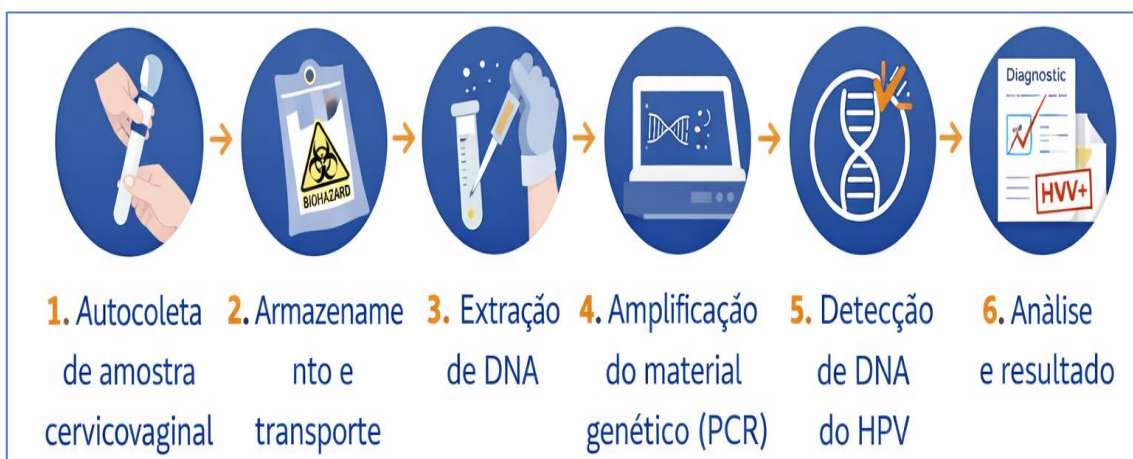 BIOHAZARD
Diagnostic
HVV+
1. Autocoleta
de amostra
cervicovaginal
2. Armazename
nto e
transporte
3. Extração
de DNA
4. Amplificação
do material
genético (PCR)
5. Detecção
de DNA
do HPV
6. Anàlise
e resultado